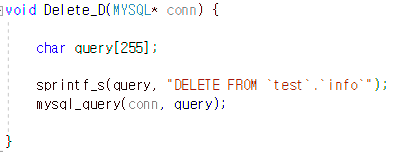 void Delete_D(MYSQL* conn) {
char query[255];
sprintf_s(query, "DELETE FROM `test`.`info`");
mysql_query(conn, query);
}